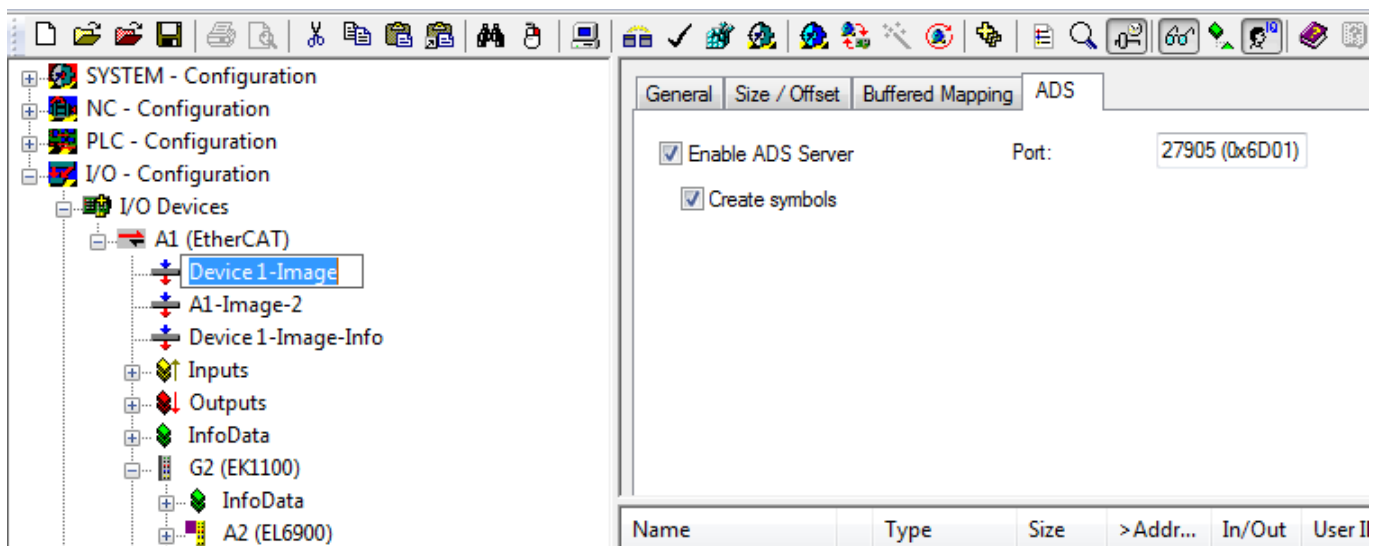 SYSTEM - Configuration
NC - Configuration
PLC - Configuration
I/O - Configuration
I/O Devices
A1 (EtherCAT)
Device 1-Image
A1-Image-2
Device 1-Image-Info
Inputs
Outputs
InfoData
G2 (EK1100)
InfoData
A2 (EL6900)
General Size / Offset Buffered Mapping ADS
Enable ADS Server Port: 27905 (0x6D01)
Create symbols
Name Type Size >Addr... In/Out User I